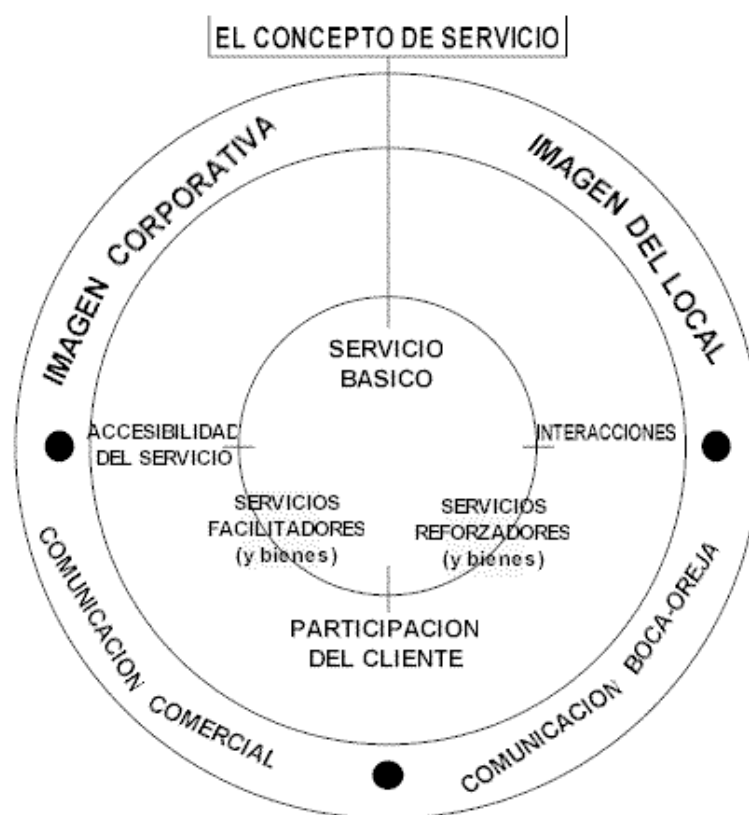 EL CONCEPTO DE SERVICIO
IMAGEN CORPORATIVA
IMAGEN DEL LOCAL
SERVICIO
BASICO
ACCESIBILIDAD
DEL SERVICIO
INTERACCIONES
SERVICIOS
FACILITADORES
(y bienes)
SERVICIOS
REFORZADORES
(y bienes)
PARTICIPACION
DEL CLIENTE
COMUNICACION COMERCIAL
COMUNICACION BOCA-OREJA